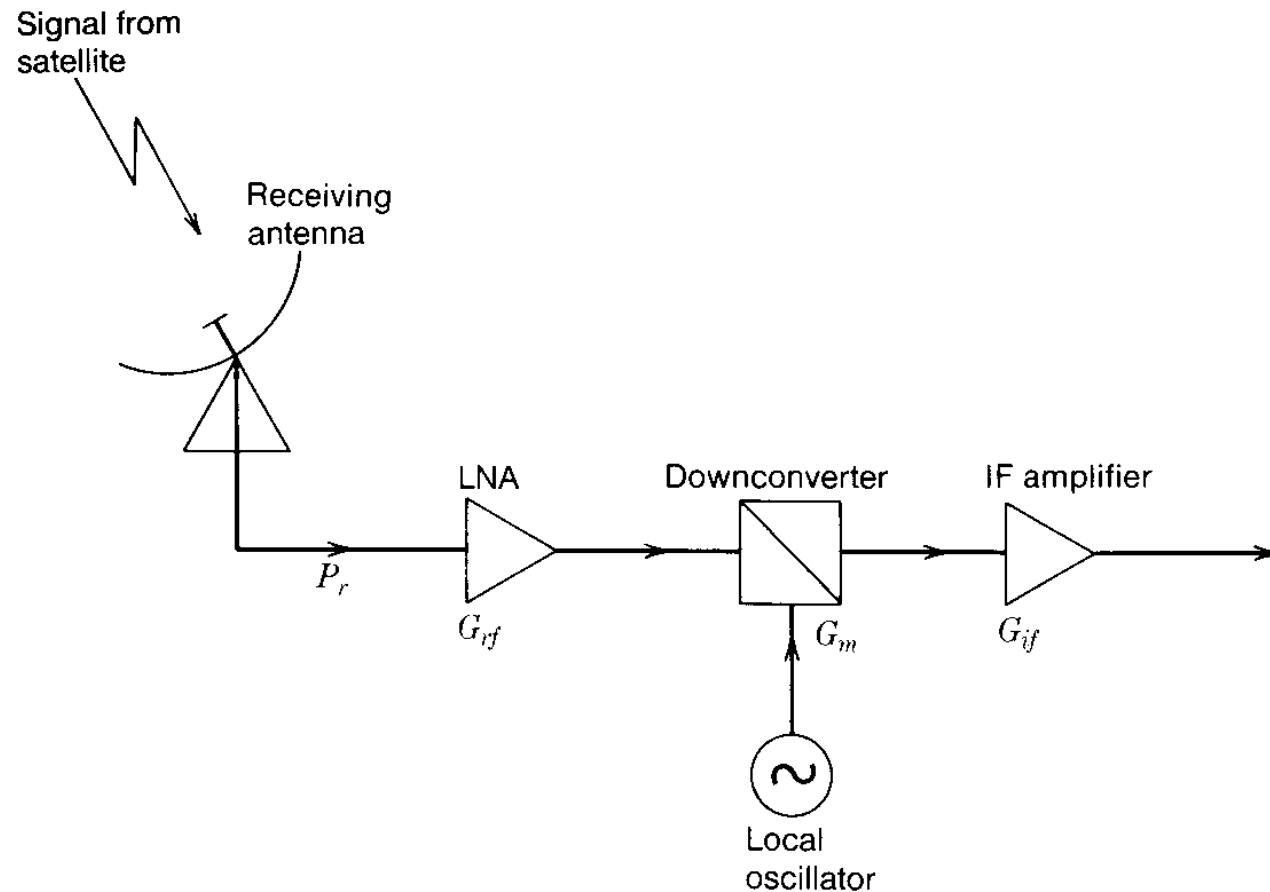 Signal from
satellite
Receiving
antenna
LNA
Downconverter
IF amplifier
P_r
G_rf
G_m
G_if
Local
oscillator